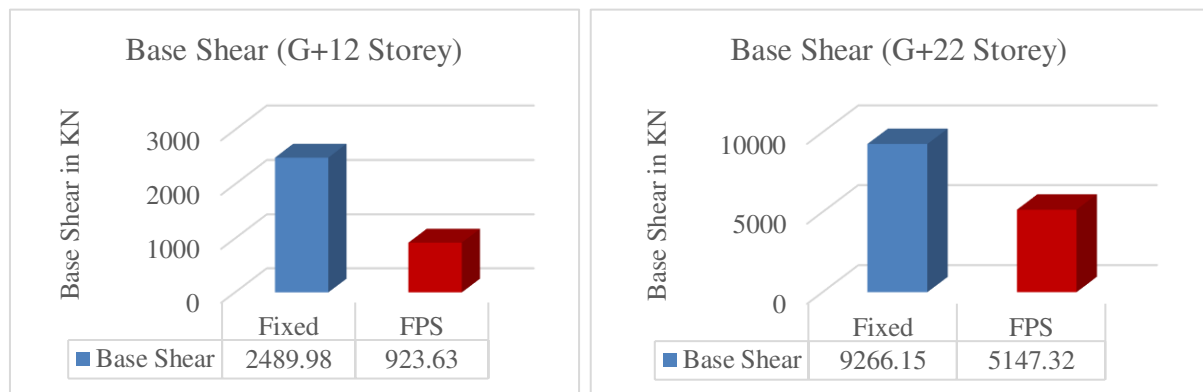 Base Shear (G+12 Storey)
Base Shear in KN
3000
2000
1000
0
Fixed FPS
Base Shear 2489.98 923.63
Base Shear (G+22 Storey)
Base Shear in KN
10000
5000
0
Fixed FPS
Base Shear 9266.15 5147.32